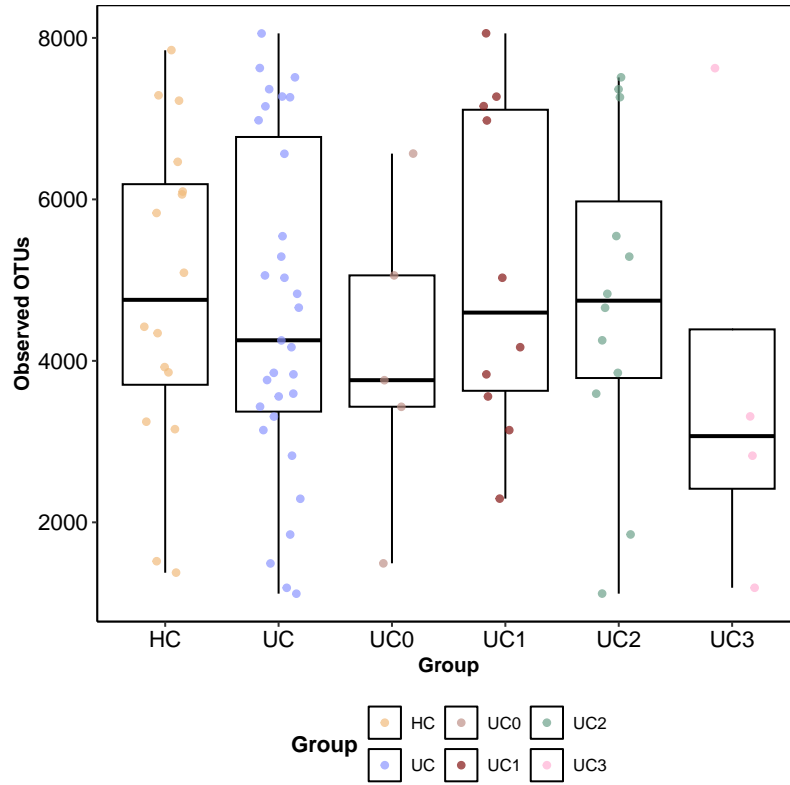 Observed OTUs
8000
6000
4000
2000
HC UC UC0 UC1 UC2 UC3
Group
Group
HC UC0 UC2
UC UC1 UC3